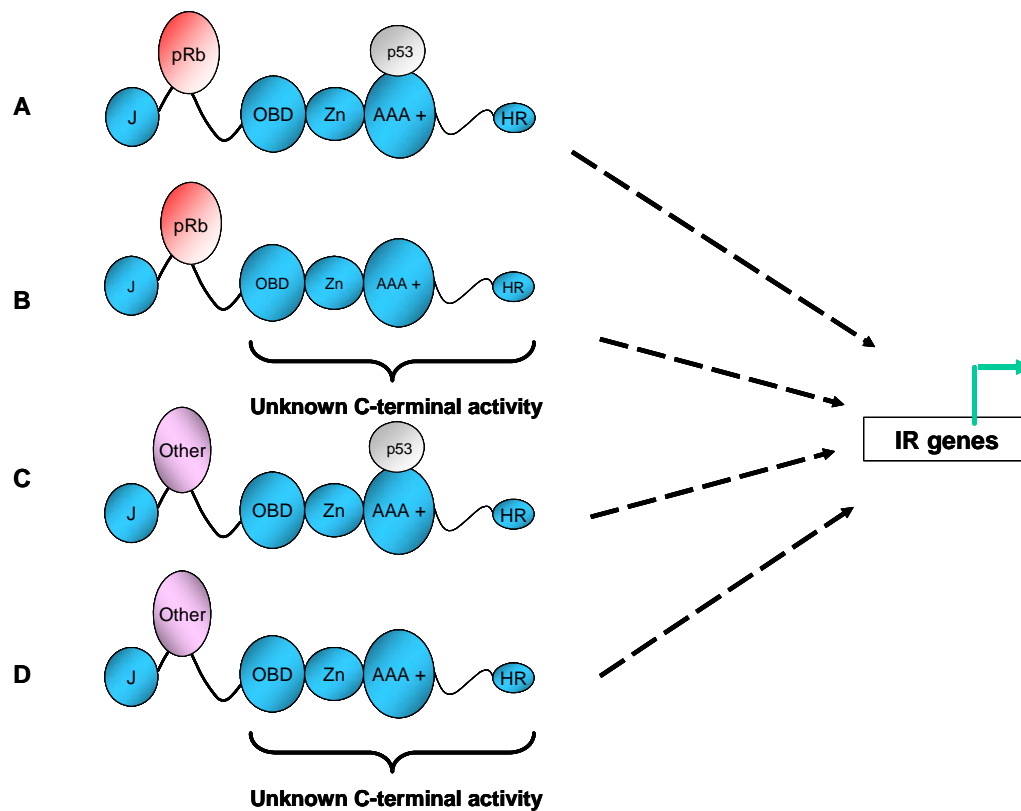 A
pRb
p53
J
OBD
Zn
AAA +
HR
B
pRb
J
OBD
Zn
AAA +
HR
Unknown C-terminal activity
C
Other
p53
J
OBD
Zn
AAA +
HR
D
Other
J
OBD
Zn
AAA +
HR
Unknown C-terminal activity
IR genes